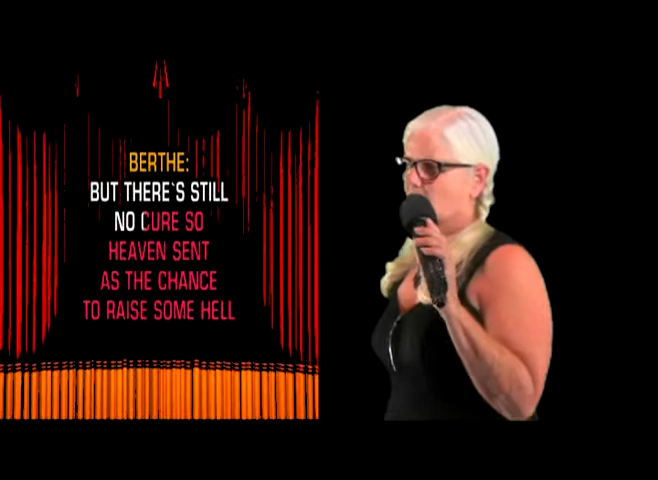 BERTHE:
BUT THERE`S STILL
NO CURE SO
HEAVEN SENT
AS THE CHANCE
TO RAISE SOME HELL